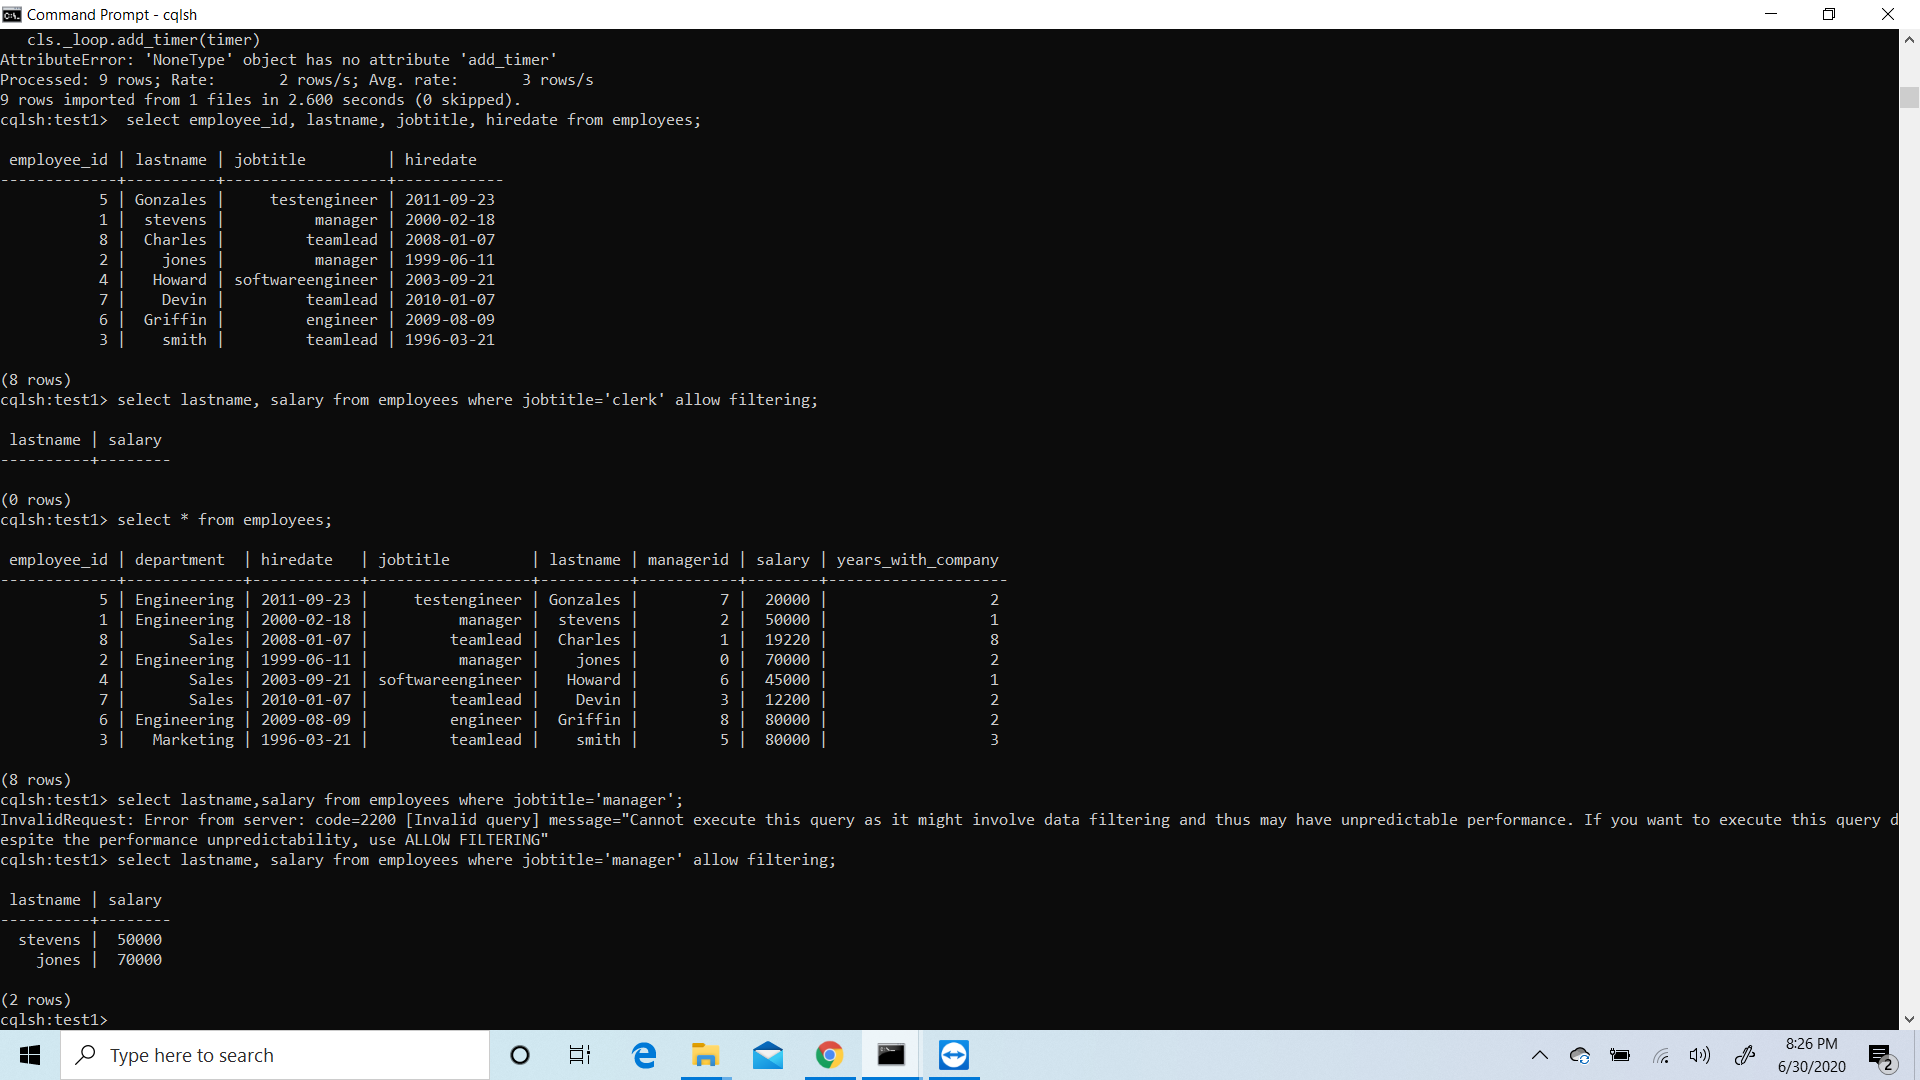 Command Prompt - cqlsh
cls._loop.add_timer(timer)
AttributeError: 'NoneType' object has no attribute 'add_timer'
Processed: 9 rows; Rate:       2 rows/s; Avg. rate:       3 rows/s
9 rows imported from 1 files in 2.600 seconds (0 skipped).
cqlsh:test1>  select employee_id, lastname, jobtitle, hiredate from employees;
 employee_id | lastname | jobtitle         | hiredate
-------------+----------+------------------+------------
           5 | Gonzales |     testengineer | 2011-09-23
           1 |  stevens |          manager | 2000-02-18
           8 |  Charles |         teamlead | 2008-01-07
           2 |    jones |          manager | 1999-06-11
           4 |   Howard | softwareengineer | 2003-09-21
           7 |    Devin |         teamlead | 2010-01-07
           6 |  Griffin |         engineer | 2009-08-09
           3 |    smith |         teamlead | 1996-03-21
(8 rows)
cqlsh:test1> select lastname, salary from employees where jobtitle='clerk' allow filtering;
 lastname | salary
----------+--------
(0 rows)
cqlsh:test1> select * from employees;
 employee_id | department  | hiredate   | jobtitle         | lastname | managerid | salary | years_with_company
-------------+-------------+------------+------------------+----------+-----------+--------+--------------------
           5 | Engineering | 2011-09-23 |     testengineer | Gonzales |         7 |  20000 |                  2
           1 | Engineering | 2000-02-18 |          manager |  stevens |         2 |  50000 |                  1
           8 |       Sales | 2008-01-07 |         teamlead |  Charles |         1 |  19220 |                  8
           2 | Engineering | 1999-06-11 |          manager |    jones |         0 |  70000 |                  2
           4 |       Sales | 2003-09-21 | softwareengineer |   Howard |         6 |  45000 |                  1
           7 |       Sales | 2010-01-07 |         teamlead |    Devin |         3 |  12200 |                  2
           6 | Engineering | 2009-08-09 |         engineer |  Griffin |         8 |  80000 |                  2
           3 |   Marketing | 1996-03-21 |         teamlead |    smith |         5 |  80000 |                  3
(8 rows)
cqlsh:test1> select lastname,salary from employees where jobtitle='manager';
InvalidRequest: Error from server: code=2200 [Invalid query] message="Cannot execute this query as it might involve data filtering and thus may have unpredictable performance. If you want to execute this query d
espite the performance unpredictability, use ALLOW FILTERING"
cqlsh:test1> select lastname, salary from employees where jobtitle='manager' allow filtering;
 lastname | salary
----------+--------
  stevens |  50000
    jones |  70000
(2 rows)
cqlsh:test1>
Type here to search
8:26 PM
6/30/2020
2